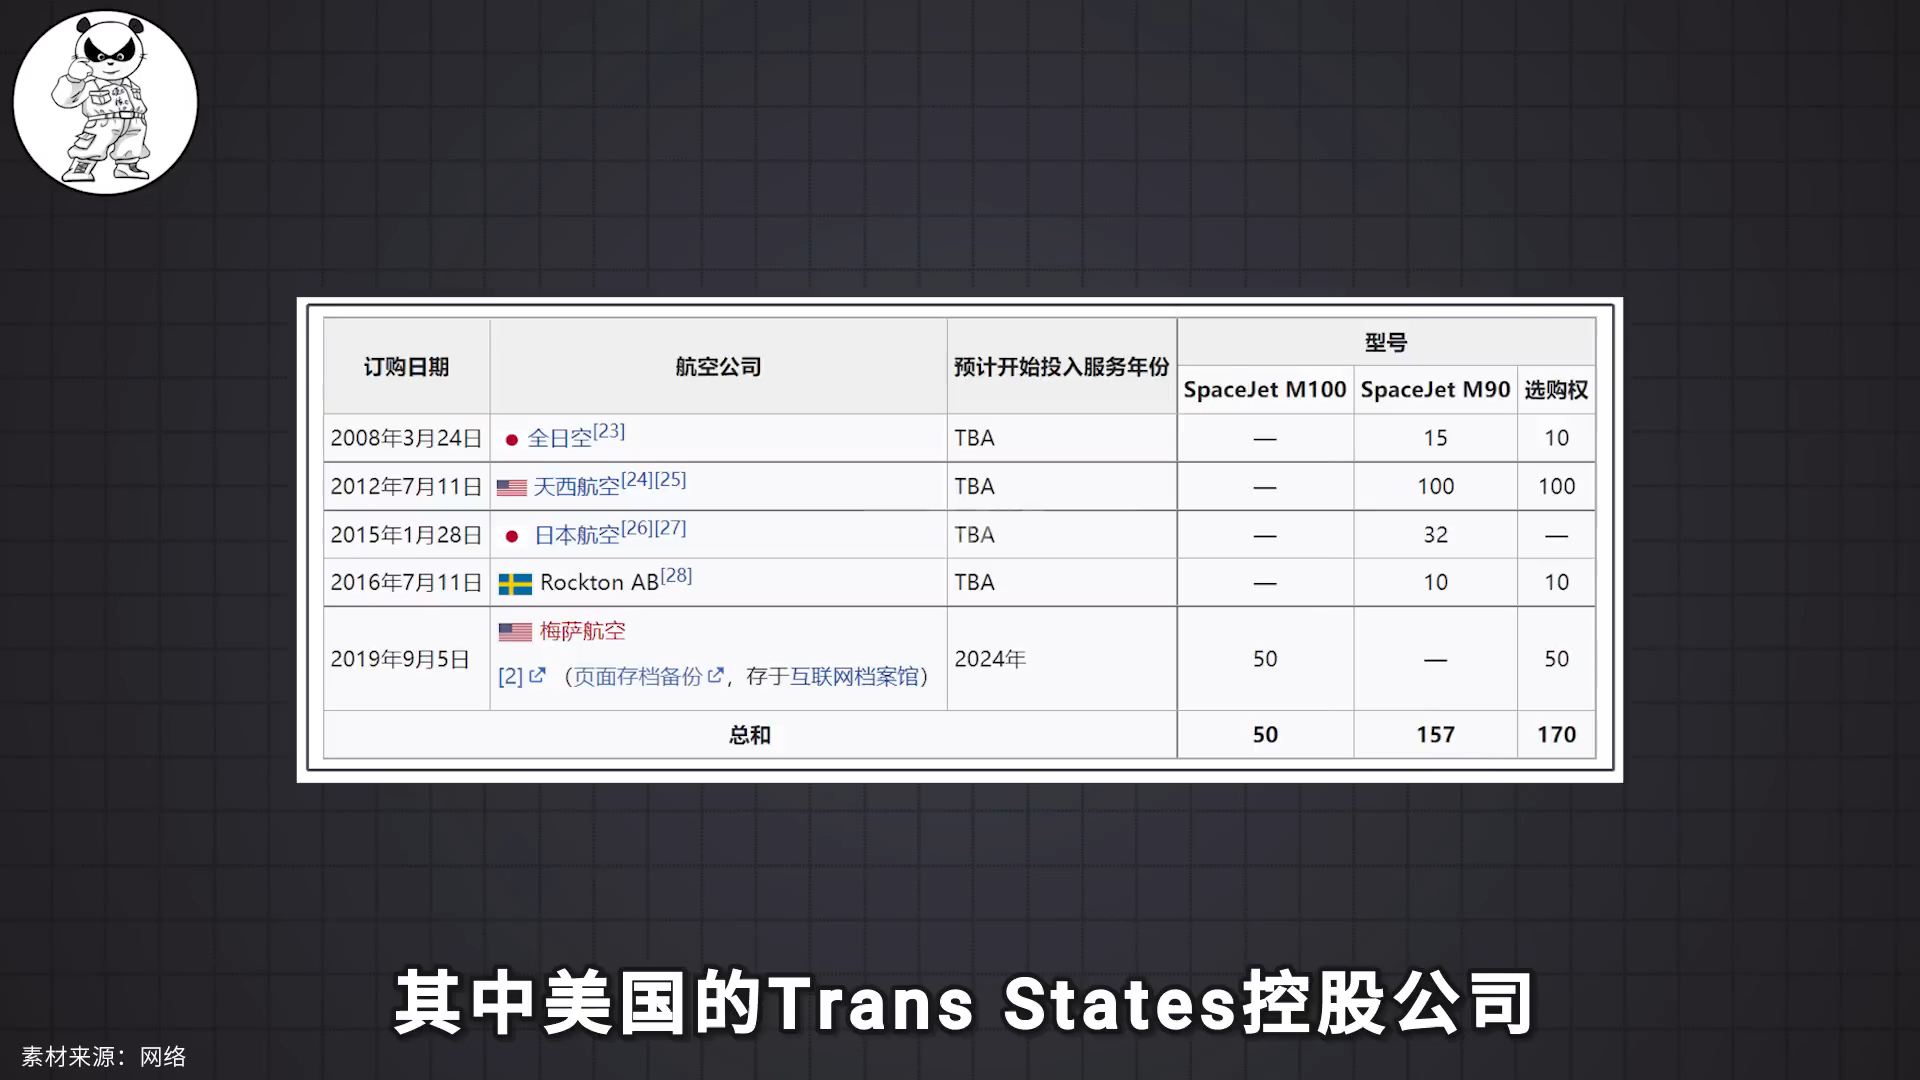 订购日期 航空公司 预计开始投入服务年份 型号
SpaceJet M100 SpaceJet M90 选购权
2008年3月24日 全日空[23] TBA — 15 10
2012年7月11日 天西航空[24][25] TBA — 100 100
2015年1月28日 日本航空[26][27] TBA — 32 —
2016年7月11日 Rockton AB[28] TBA — 10 10
2019年9月5日 梅萨航空 2024年 50 — 50
[2] （页面存档备份，存于互联网档案馆）
总和 50 157 170
其中美国的Trans States控股公司
素材来源：网络